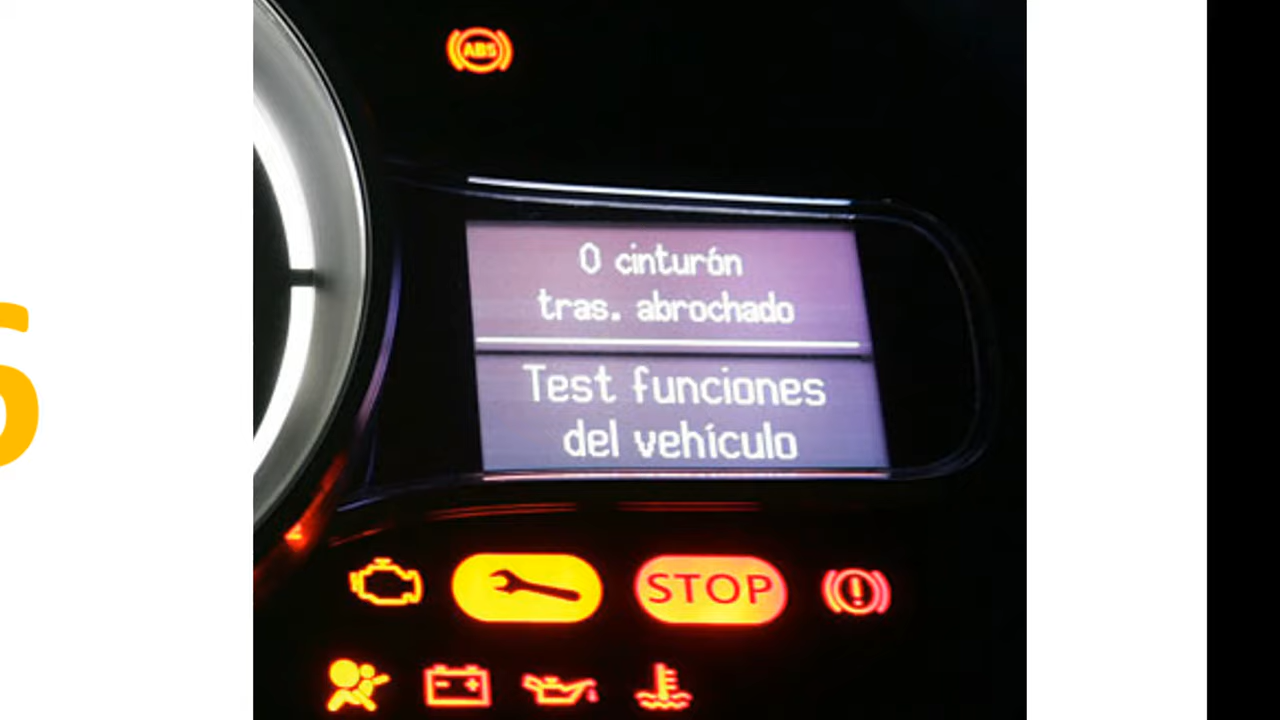 ABS
0 cinturón
tras. abrochado
Test funciones
del vehículo
STOP